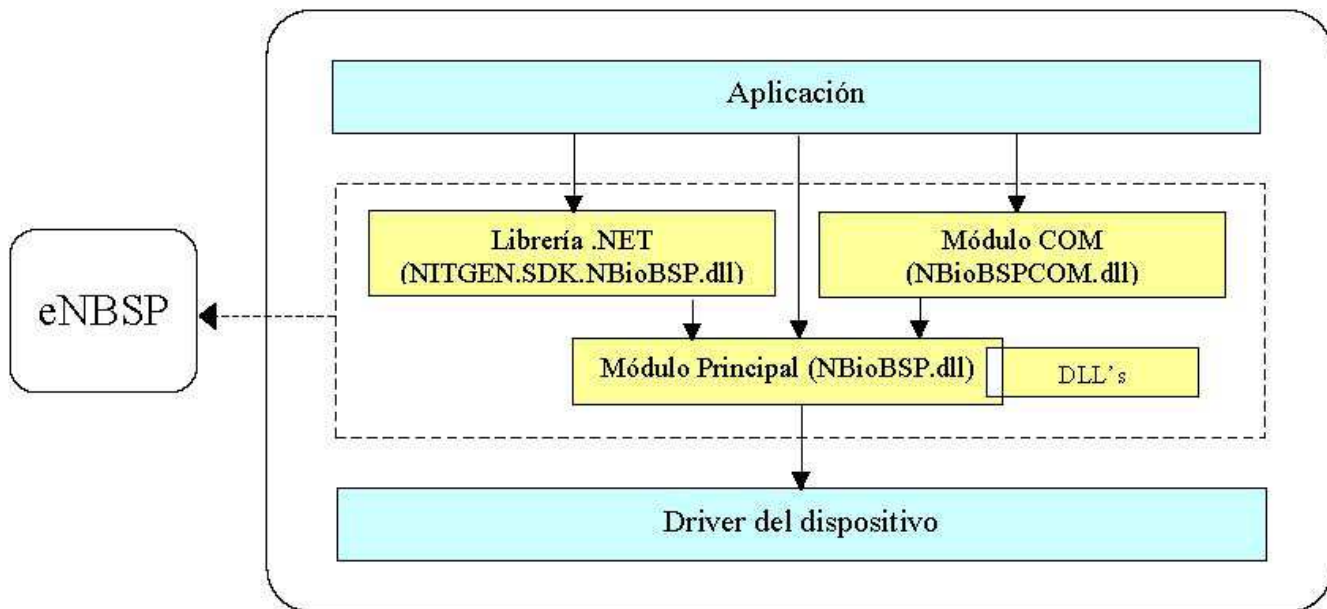 Aplicación
Librería .NET
(NITGEN.SDK.NBioBSP.dll)
Módulo COM
(NBioBSPCOM.dll)
eNBSP
Módulo Principal (NBioBSP.dll)
DLL's
Driver del dispositivo